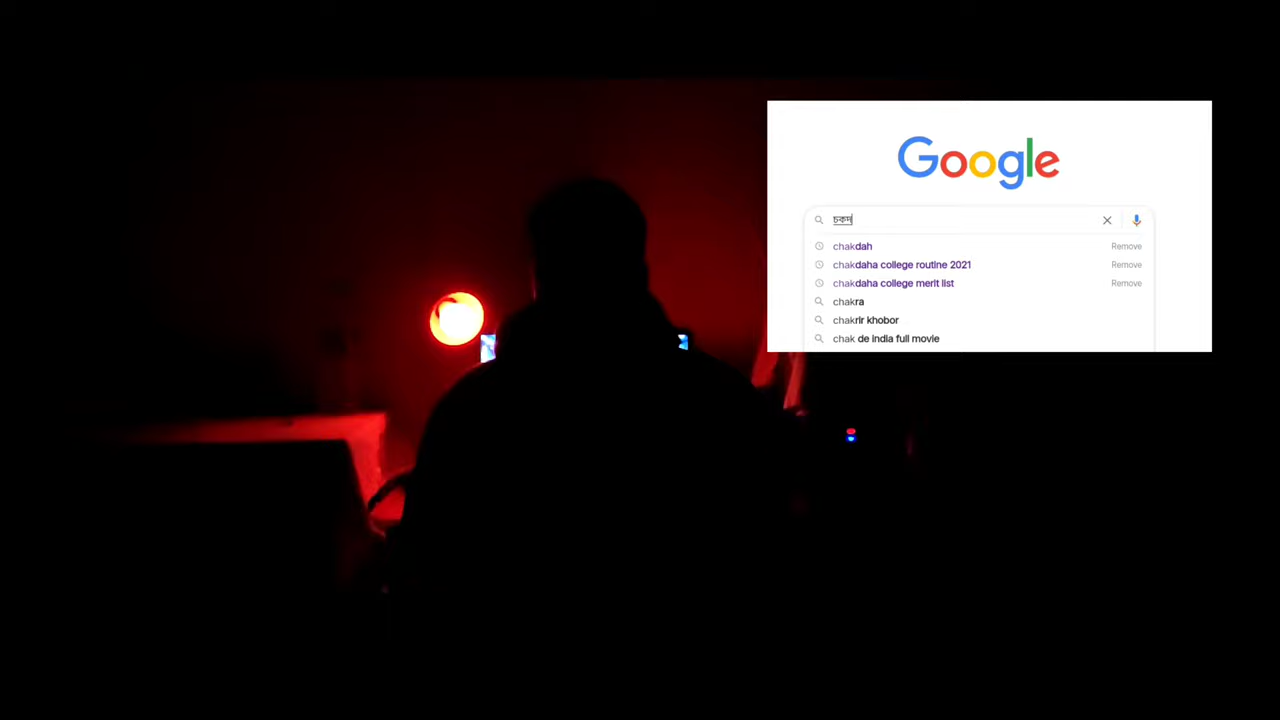 Google
চকদ
chakdah Remove
chakdaha college routine 2021 Remove
chakdaha college merit list Remove
chakra
chakrir khobor
chak de india full movie